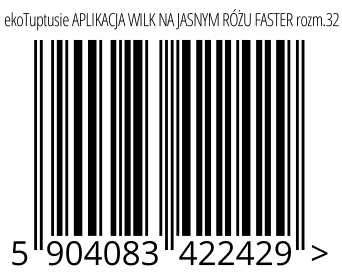 ekoTuptusie APLIKACJA WILK NA JASNYM RÓŻU FASTER rozm.32
5 904083 422429 >